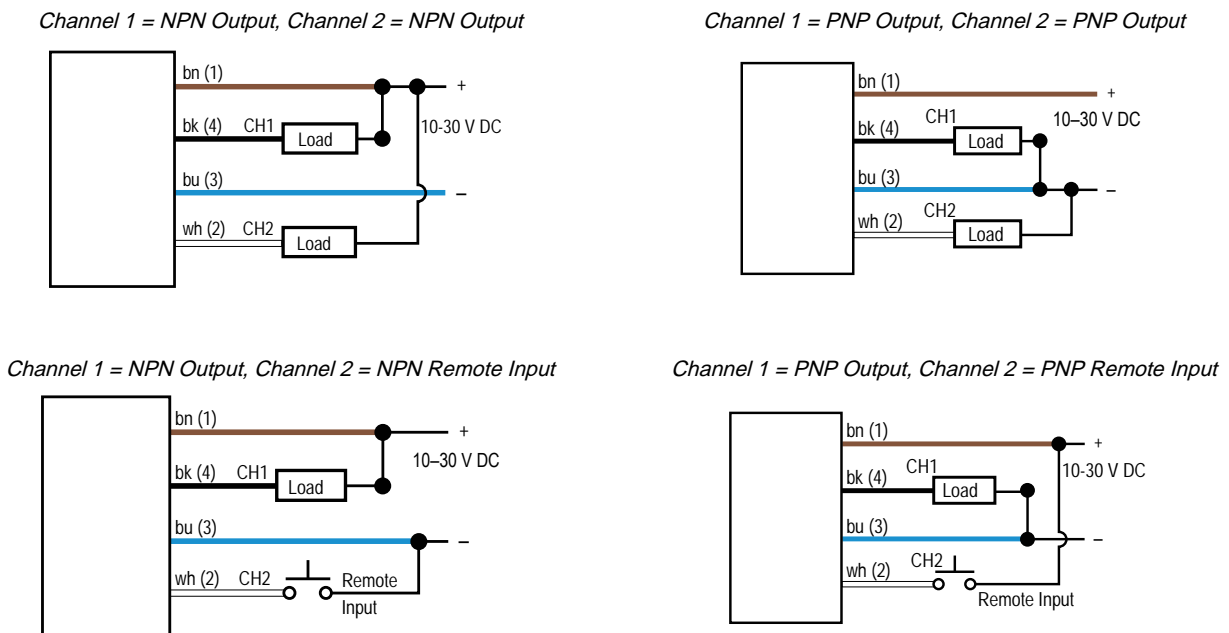 Channel 1 = NPN Output, Channel 2 = NPN Output
bn (1)
+
bk (4) CH1
Load
10-30 V DC
bu (3)
–
wh (2) CH2
Load
Channel 1 = PNP Output, Channel 2 = PNP Output
bn (1)
+
10–30 V DC
bk (4) CH1
Load
bu (3)
–
wh (2) CH2
Load
Channel 1 = NPN Output, Channel 2 = NPN Remote Input
bn (1)
+
10–30 V DC
bk (4) CH1
Load
bu (3)
–
wh (2) CH2
Remote
Input
Channel 1 = PNP Output, Channel 2 = PNP Remote Input
bn (1)
+
10-30 V DC
bk (4) CH1
Load
bu (3)
–
wh (2) CH2
Remote Input